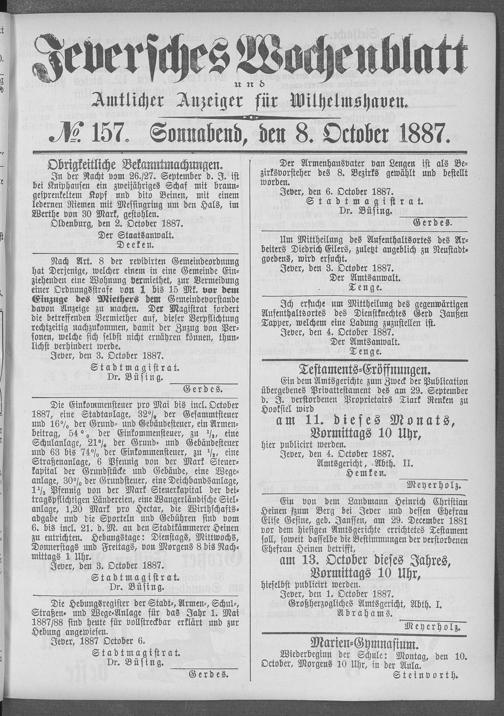 Jeversches Wochenblatt
und
Amtlicher Anzeiger für Wilhelmshaven.
№ 157. Sonnabend, den 8. October 1887.
Obrigkeitliche Bekanntmachungen.
In der Nacht vom 26./27. September d. J. ist
bei Kniphausen ein zweijähriges Schaf mit braun-
gesprenkeltem Kopf und dito Beinen, mit einem
ledernen Riemen mit Messingring um den Hals, im
Werthe von 30 Mark, gestohlen.
Oldenburg, den 2. October 1887.
Der Staatsanwalt.
Deeken.
Nach Art. 8 der revidirten Gemeindeordnung
hat Derjenige, welcher einem in eine Gemeinde Ein-
ziehenden eine Wohnung vermiethet, zur Vermeidung
einer Ordnungsstrafe von 1 bis 15 Mk. vor dem
Einzuge des Miethers dem Gemeindevorstande
davon Anzeige zu machen. Der Magistrat fordert
die betreffenden Vermiether auf, dieser Verpflichtung
rechtzeitig nachzukommen, damit der Zuzug von Per-
sonen, welche sich selbst nicht ernähren können, thun-
lichst verhindert werde.
Jever, den 3. October 1887.
Stadtmagistrat.
Dr. Büsing.
Gerdes.
Die Einkommensteuer pro Mai bis incl. October
1887, eine Stadtanlage, 32% der Gesammtsteuer
und 16% der Grund- und Gebäudesteuer, ein Armen-
beitrag, 54% der Einkommensteuer, zu ½, eine
Schulanlage, 21% der Grund- und Gebäudesteuer
und 63 bis 74% der Einkommensteuer, zu ½, eine
Straßenanlage, 6 Pfennig von der Mark Steuer-
kapital der Grundstücke und Gebäude, eine Wege-
anlage, 30% der Grundsteuer, eine Deichbandsanlage,
1½ Pfennig von der Mark Steuerkapital der bei-
tragspflichtigen Ländereien, eine Wangerländische Siel-
anlage, 1,20 Mark pro Hectar, die Wirthschafts-
abgabe und die Sporteln und Gebühren sind vom
6. bis incl. 21. d. M. an den Stadtkämmerer Heinen
zu entrichten. Hebungstage: Dienstags, Mittwochs,
Donnerstags und Freitags, von Morgens 8 bis Nach-
mittags 1 Uhr.
Jever, den 3. October 1887.
Stadtmagistrat.
Dr. Büsing.
Die Hebungsregister der Stadt-, Armen-, Schul-,
Straßen- und Wege-Anlage für das Jahr 1. Mai
1887/88 sind heute für vollstreckbar erklärt und zur
Hebung angewiesen.
Jever, 1887 October 6.
Stadtmagistrat.
Dr. Büsing.
Gerdes.
Der Armenhausvater van Lengen ist als Be-
zirksvorsteher des 8. Bezirks gewählt und bestellt
worden.
Jever, den 6. October 1887.
Stadtmagistrat.
Dr. Büsing.
Gerdes.
Um Mittheilung des Aufenthaltsortes des Ar-
beiters Diedrich Eilers, zuletzt angeblich zu Neustadt-
goedens, wird ersucht.
Jever, den 3. October 1887.
Der Amtsanwalt.
Tenge.
Ich ersuche um Mittheilung des gegenwärtigen
Aufenthaltsortes des Dienstknechtes Gerd Janßen
Tapper, welchem eine Ladung zuzustellen ist.
Jever, den 4. October 1887.
Der Amtsanwalt.
Tenge.
Testaments-Eröffnungen.
Ein dem Amtsgerichte zum Zweck der Publication
übergebenes Privattestament des am 29. September
d. J. verstorbenen Proprietairs Tiark Renken zu
Hooksiel wird
am 11. dieses Monats,
Vormittags 10 Uhr,
hier publicirt werden.
Jever, den 4. October 1887.
Amtsgericht, Abth. II.
Hemken.
Meyerholz.
Ein von dem Landmann Heinrich Christian
Heinen zum Berg bei Jever und dessen Ehefrau
Eilse Gesine, geb. Janssen, am 29. December 1881
vor dem hiesigen Amtsgericht errichtetes Testament
soll, soweit dasselbe die Bestimmungen der verstorbenen
Ehefrau Heinen betrifft,
am 13. October dieses Jahres,
Vormittags 10 Uhr,
hieselbst publicirt werden.
Jever, den 1. October 1887.
Großherzogliches Amtsgericht, Abth. I.
Abrahams.
Meyerholz.
Marien-Gymnasium.
Wiederbeginn der Schule: Montag, den 10.
October, Morgens 10 Uhr, in der Aula.
Steinvorth.